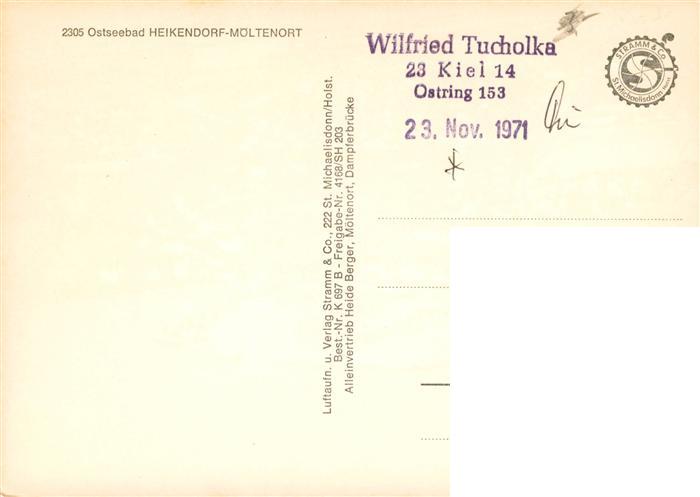 2305 Ostseebad HEIKENDORF-MÖLTENORT
Wilfried Tucholka
23 Kiel 14
Ostring 153
23. Nov. 1971
STRAMM & Co.
St. Michaelisdonn
Luftaufn. u. Verlag Stramm & Co., 222 St. Michaelisdonn/Holst.
Best.-Nr. K 697 B - Freigabe-Nr. 4168/SH 203
Alleinvertrieb Heide Berger, Möltenort, Dampferbrücke